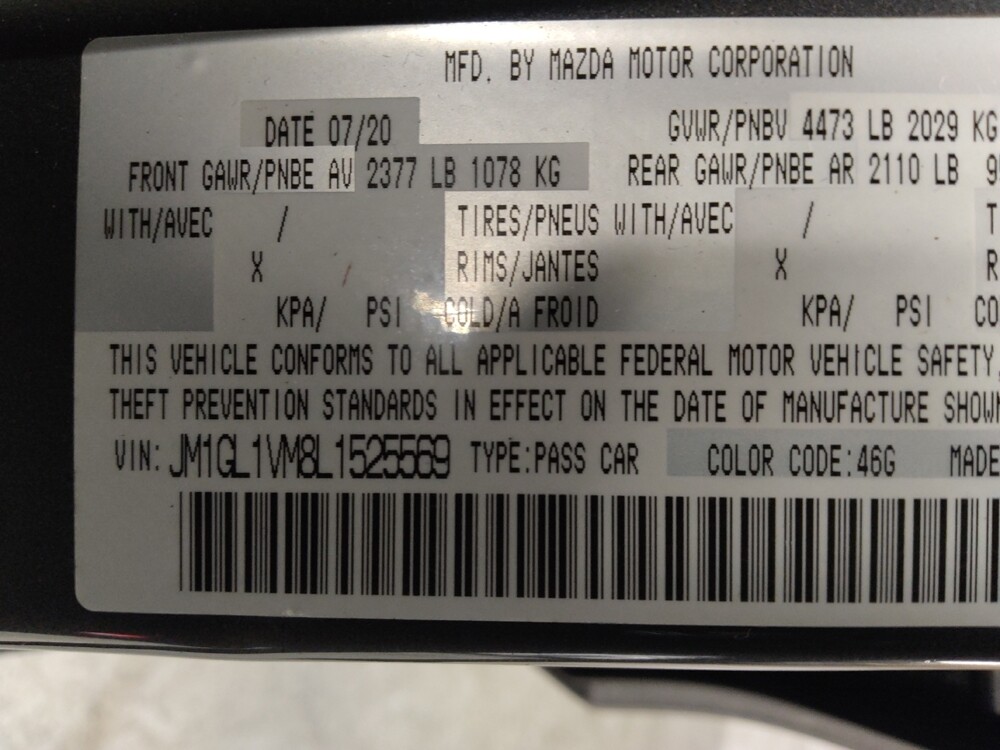 MFD. BY MAZDA MOTOR CORPORATION
DATE 07/20 GVWR/PNBV 4473 LB 2029 KG
FRONT GAWR/PNBE AV 2377 LB 1078 KG REAR GAWR/PNBE AR 2110 LB
WITH/AVEC / TIRES/PNEUS WITH/AVEC /
X RIMS/JANTES X
KPA/ PSI COLD/A FROID KPA/ PSI
THIS VEHICLE CONFORMS TO ALL APPLICABLE FEDERAL MOTOR VEHICLE SAFETY,
THEFT PREVENTION STANDARDS IN EFFECT ON THE DATE OF MANUFACTURE SHOWN
VIN: JM1GL1VM8L1525569 TYPE:PASS CAR COLOR CODE:46G MADE